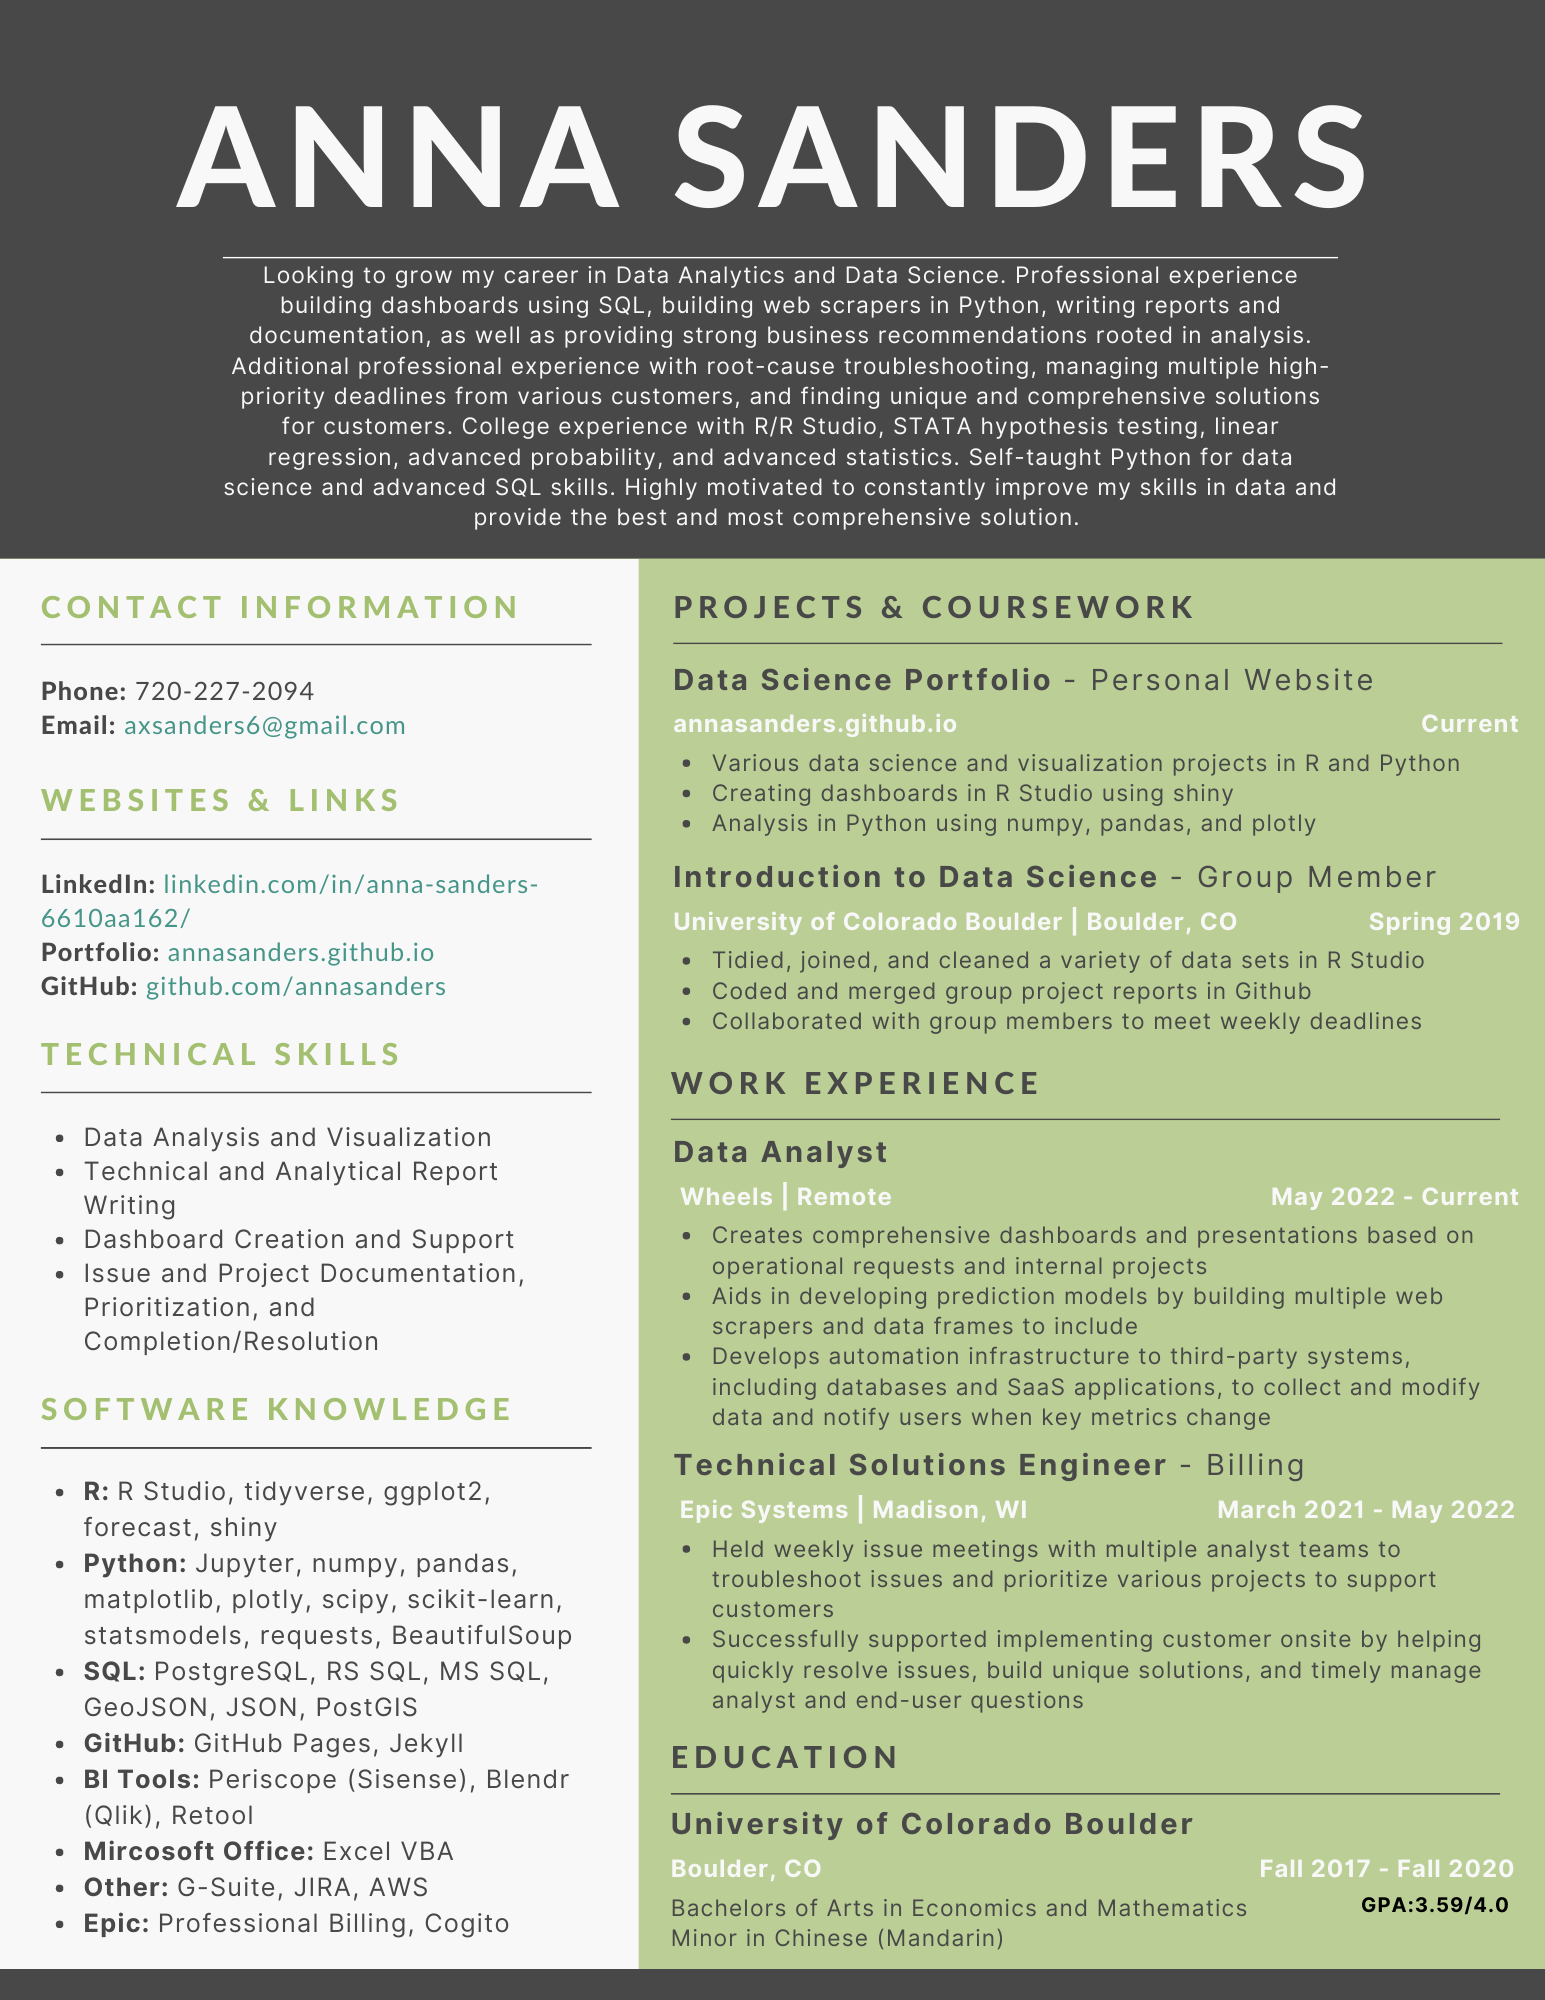 ANNA SANDERS
Looking to grow my career in Data Analytics and Data Science. Professional experience
building dashboards using SQL, building web scrapers in Python, writing reports and
documentation, as well as providing strong business recommendations rooted in analysis.
Additional professional experience with root-cause troubleshooting, managing multiple high-
priority deadlines from various customers, and finding unique and comprehensive solutions
for customers. College experience with R/R Studio, STATA hypothesis testing, linear
regression, advanced probability, and advanced statistics. Self-taught Python for data
science and advanced SQL skills. Highly motivated to constantly improve my skills in data and
provide the best and most comprehensive solution.
CONTACT INFORMATION
Phone: 720-227-2094
Email: axsanders6@gmail.com
WEBSITES & LINKS
LinkedIn: linkedin.com/in/anna-sanders-
6610aa162/
Portfolio: annasanders.github.io
GitHub: github.com/annasanders
TECHNICAL SKILLS
• Data Analysis and Visualization
• Technical and Analytical Report
Writing
• Dashboard Creation and Support
• Issue and Project Documentation,
Prioritization, and
Completion/Resolution
SOFTWARE KNOWLEDGE
• R: R Studio, tidyverse, ggplot2,
forecast, shiny
• Python: Jupyter, numpy, pandas,
matplotlib, plotly, scipy, scikit-learn,
statsmodels, requests, BeautifulSoup
• SQL: PostgreSQL, RS SQL, MS SQL,
GeoJSON, JSON, PostGIS
• GitHub: GitHub Pages, Jekyll
• BI Tools: Periscope (Sisense), Blendr
(Qlik), Retool
• Mircosoft Office: Excel VBA
• Other: G-Suite, JIRA, AWS
• Epic: Professional Billing, Cogito
PROJECTS & COURSEWORK
Data Science Portfolio - Personal Website
annasanders.github.io Current
• Various data science and visualization projects in R and Python
• Creating dashboards in R Studio using shiny
• Analysis in Python using numpy, pandas, and plotly
Introduction to Data Science - Group Member
University of Colorado Boulder | Boulder, CO Spring 2019
• Tidied, joined, and cleaned a variety of data sets in R Studio
• Coded and merged group project reports in Github
• Collaborated with group members to meet weekly deadlines
WORK EXPERIENCE
Data Analyst
Wheels | Remote May 2022 - Current
• Creates comprehensive dashboards and presentations based on
operational requests and internal projects
• Aids in developing prediction models by building multiple web
scrapers and data frames to include
• Develops automation infrastructure to third-party systems,
including databases and SaaS applications, to collect and modify
data and notify users when key metrics change
Technical Solutions Engineer - Billing
Epic Systems | Madison, WI March 2021 - May 2022
• Held weekly issue meetings with multiple analyst teams to
troubleshoot issues and prioritize various projects to support
customers
• Successfully supported implementing customer onsite by helping
quickly resolve issues, build unique solutions, and timely manage
analyst and end-user questions
EDUCATION
University of Colorado Boulder
Boulder, CO Fall 2017 - Fall 2020
Bachelors of Arts in Economics and Mathematics GPA:3.59/4.0
Minor in Chinese (Mandarin)